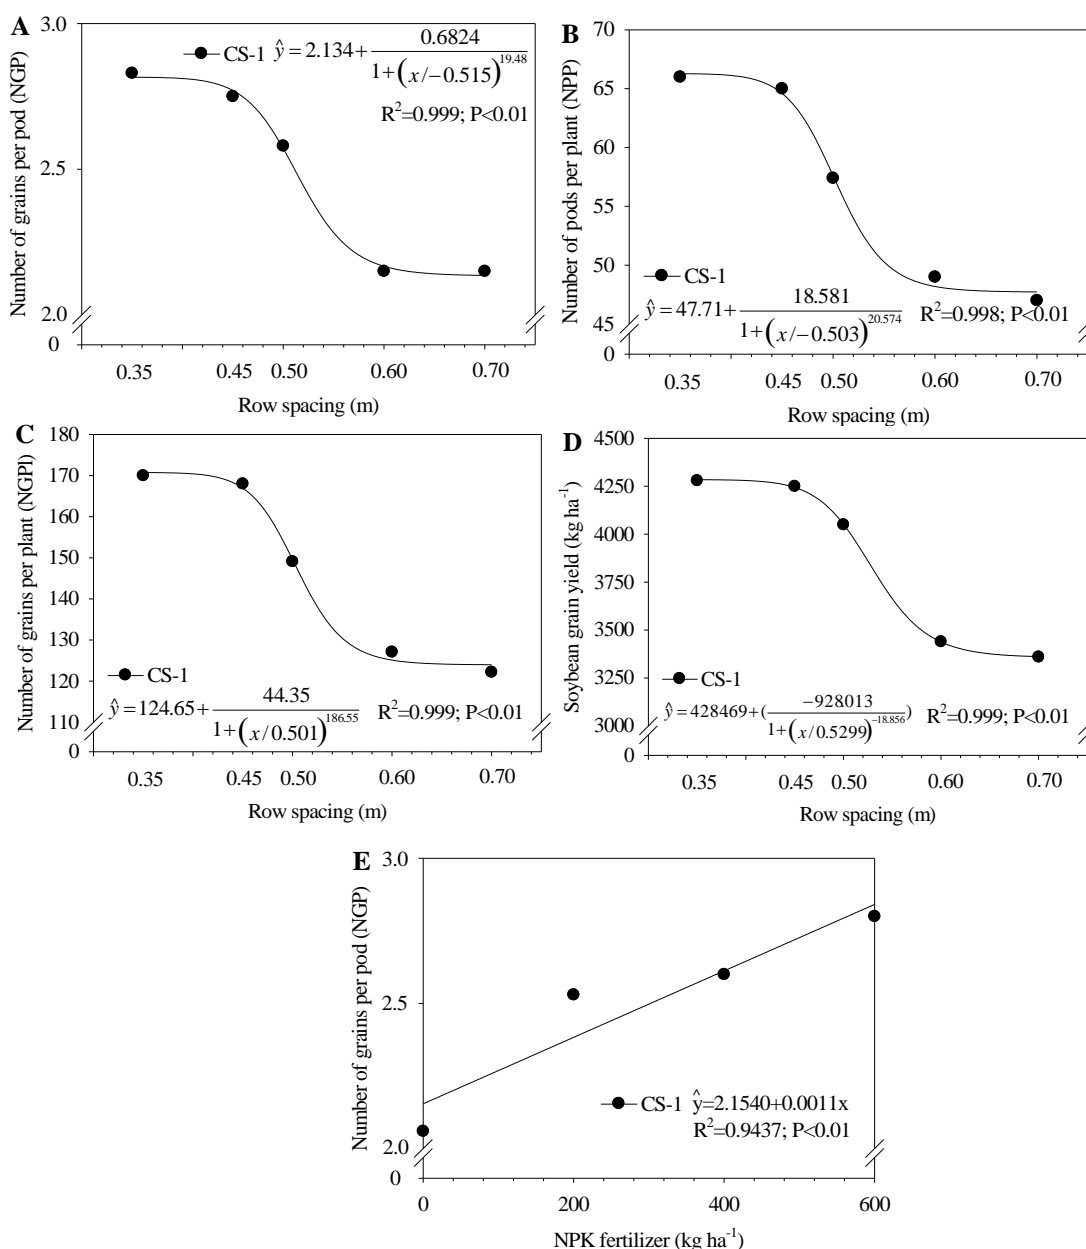 A
3.0
2.5
2.0
0
Number of grains per pod (NGP)
CS-1 ŷ = 2.134 + 0.6824 / 1+(x/−0.515)^19.48
R²=0.999; P<0.01
0.35 0.45 0.50 0.60 0.70
Row spacing (m)
B
70
65
60
55
50
45
0
Number of pods per plant (NPP)
CS-1
ŷ = 47.71 + 18.581 / 1+(x/−0.503)^20.574 R²=0.998; P<0.01
0.35 0.45 0.50 0.60 0.70
Row spacing (m)
C
180
170
160
150
140
130
120
110
0
Number of grains per plant (NGPl)
CS-1
ŷ = 124.65 + 44.35 / 1+(x/0.501)^186.55 R²=0.999; P<0.01
0.35 0.45 0.50 0.60 0.70
Row spacing (m)
D
4500
4250
4000
3750
3500
3250
3000
0
Soybean grain yield (kg ha⁻¹)
CS-1
ŷ = 428469 + (−928013 / 1+(x/0.5299)^−18.856) R²=0.999; P<0.01
0.35 0.45 0.50 0.60 0.70
Row spacing (m)
E
3.0
2.5
2.0
0
Number of grains per pod (NGP)
CS-1 ŷ=2.1540+0.0011x
R²=0.9437; P<0.01
0 200 400 600
NPK fertilizer (kg ha⁻¹)